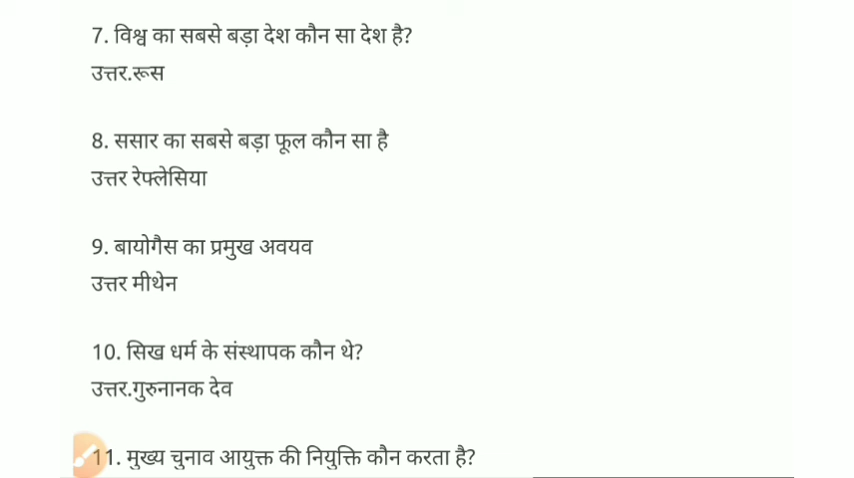 7. विश्व का सबसे बड़ा देश कौन सा देश है?
उत्तर.रूस
8. ससार का सबसे बड़ा फूल कौन सा है
उत्तर रेफ्लेसिया
9. बायोगैस का प्रमुख अवयव
उत्तर मीथेन
10. सिख धर्म के संस्थापक कौन थे?
उत्तर.गुरुनानक देव
11. मुख्य चुनाव आयुक्त की नियुक्ति कौन करता है?